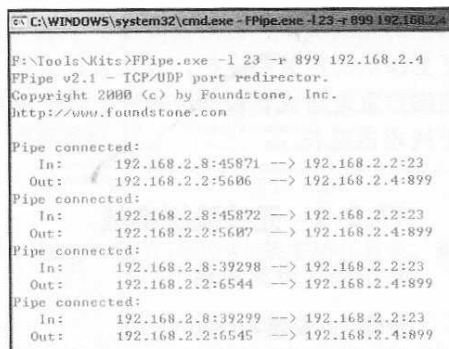 C:\WINDOWS\system32\cmd.exe - FPipe.exe -l 23 -r 899 192.168.2.4
F:\Tools\Kits>FPipe.exe -l 23 -r 899 192.168.2.4
FPipe v2.1 - TCP/UDP port redirector.
Copyright 2000 (c) by Foundstone, Inc.
http://www.foundstone.com
Pipe connected:
In: 192.168.2.8:45871 --> 192.168.2.2:23
Out: 192.168.2.2:5606 --> 192.168.2.4:899
Pipe connected:
In: 192.168.2.8:45872 --> 192.168.2.2:23
Out: 192.168.2.2:5607 --> 192.168.2.4:899
Pipe connected:
In: 192.168.2.8:39298 --> 192.168.2.2:23
Out: 192.168.2.2:6544 --> 192.168.2.4:899
Pipe connected:
In: 192.168.2.8:39299 --> 192.168.2.2:23
Out: 192.168.2.2:6545 --> 192.168.2.4:899